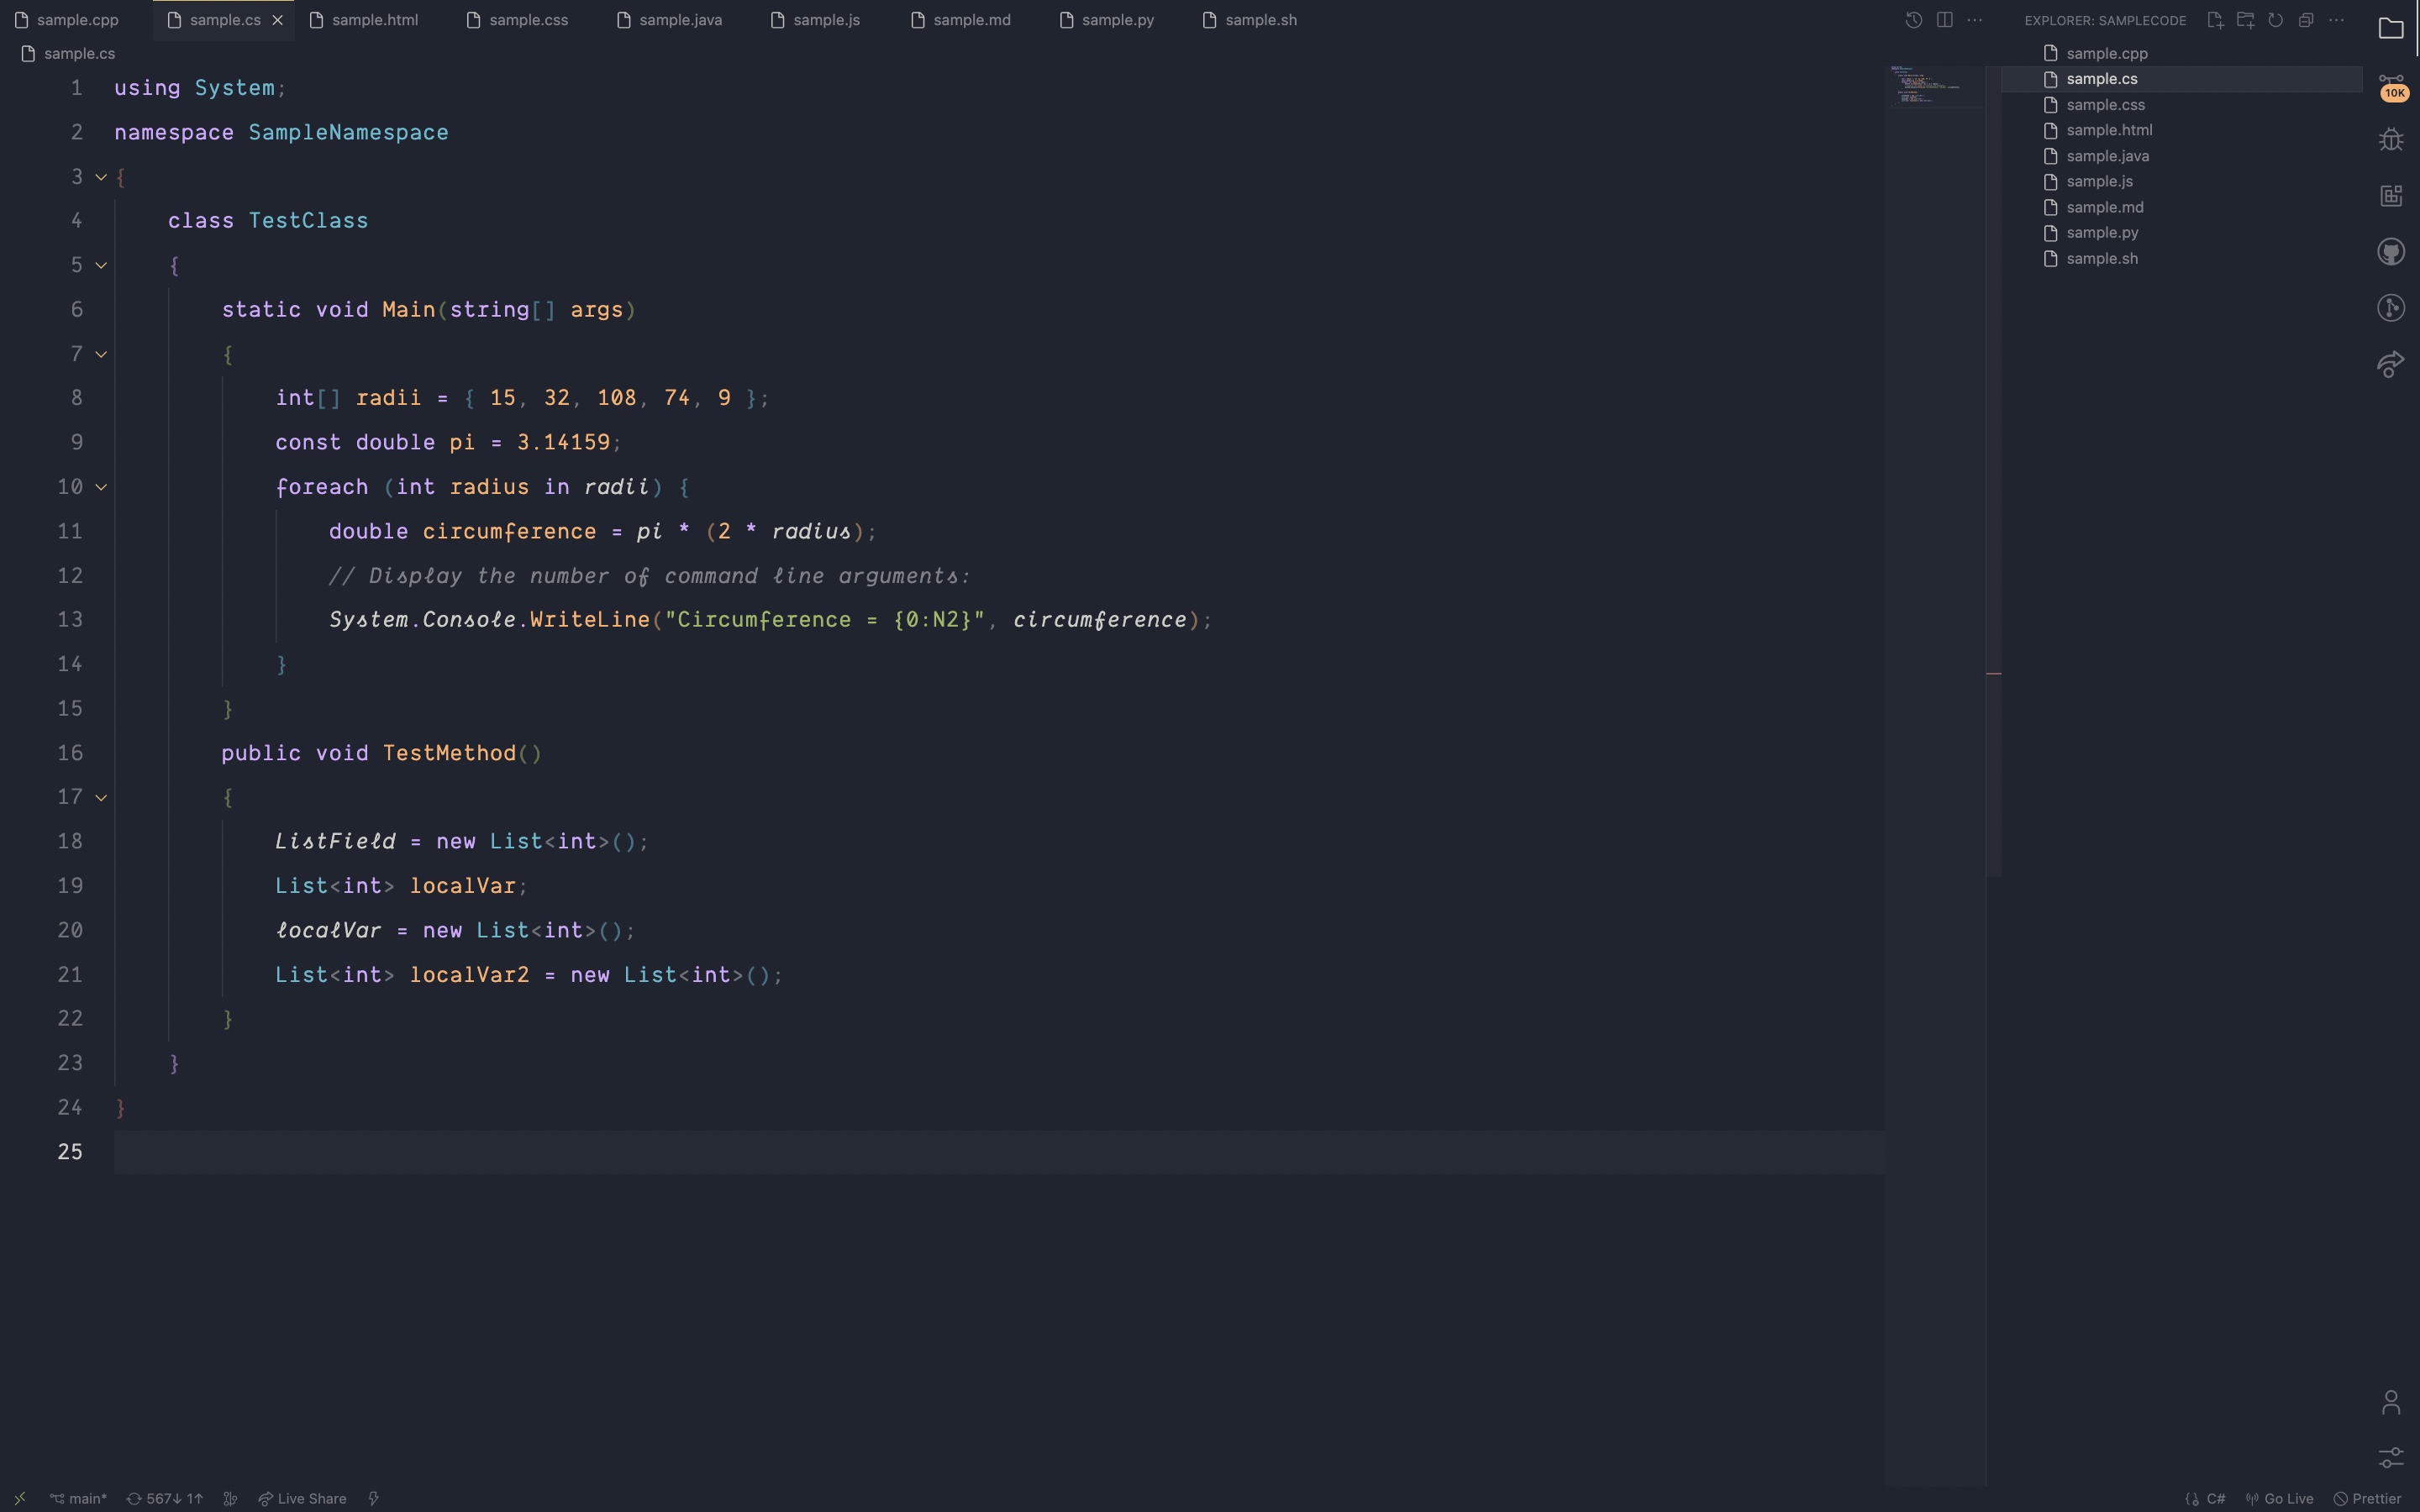 sample.cpp sample.cs sample.html sample.css sample.java sample.js sample.md sample.py sample.sh
sample.cs
1 using System;
2 namespace SampleNamespace
3 {
4     class TestClass
5     {
6         static void Main(string[] args)
7         {
8             int[] radii = { 15, 32, 108, 74, 9 };
9             const double pi = 3.14159;
10             foreach (int radius in radii) {
11                 double circumference = pi * (2 * radius);
12                 // Display the number of command line arguments:
13                 System.Console.WriteLine("Circumference = {0:N2}", circumference);
14             }
15         }
16         public void TestMethod()
17         {
18             ListField = new List<int>();
19             List<int> localVar;
20             localVar = new List<int>();
21             List<int> localVar2 = new List<int>();
22         }
23     }
24 }
25
EXPLORER: SAMPLECODE
sample.cpp
sample.cs
sample.css
sample.html
sample.java
sample.js
sample.md
sample.py
sample.sh
10K
main* 567↓ 1↑ Live Share
C# Go Live Prettier